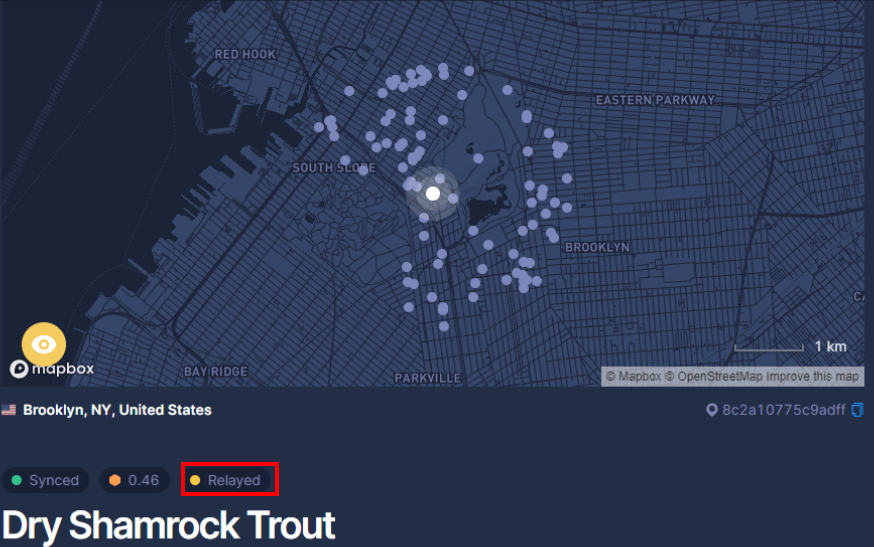 RED HOOK
EASTERN PARKWAY
SOUTH SLOPE
BROOKLYN
CA
1 km
mapbox
BAY RIDGE
PARKVILLE
© Mapbox © OpenStreetMap Improve this map
Brooklyn, NY, United States
8c2a10775c9adff
Synced
0.46
Relayed
Dry Shamrock Trout